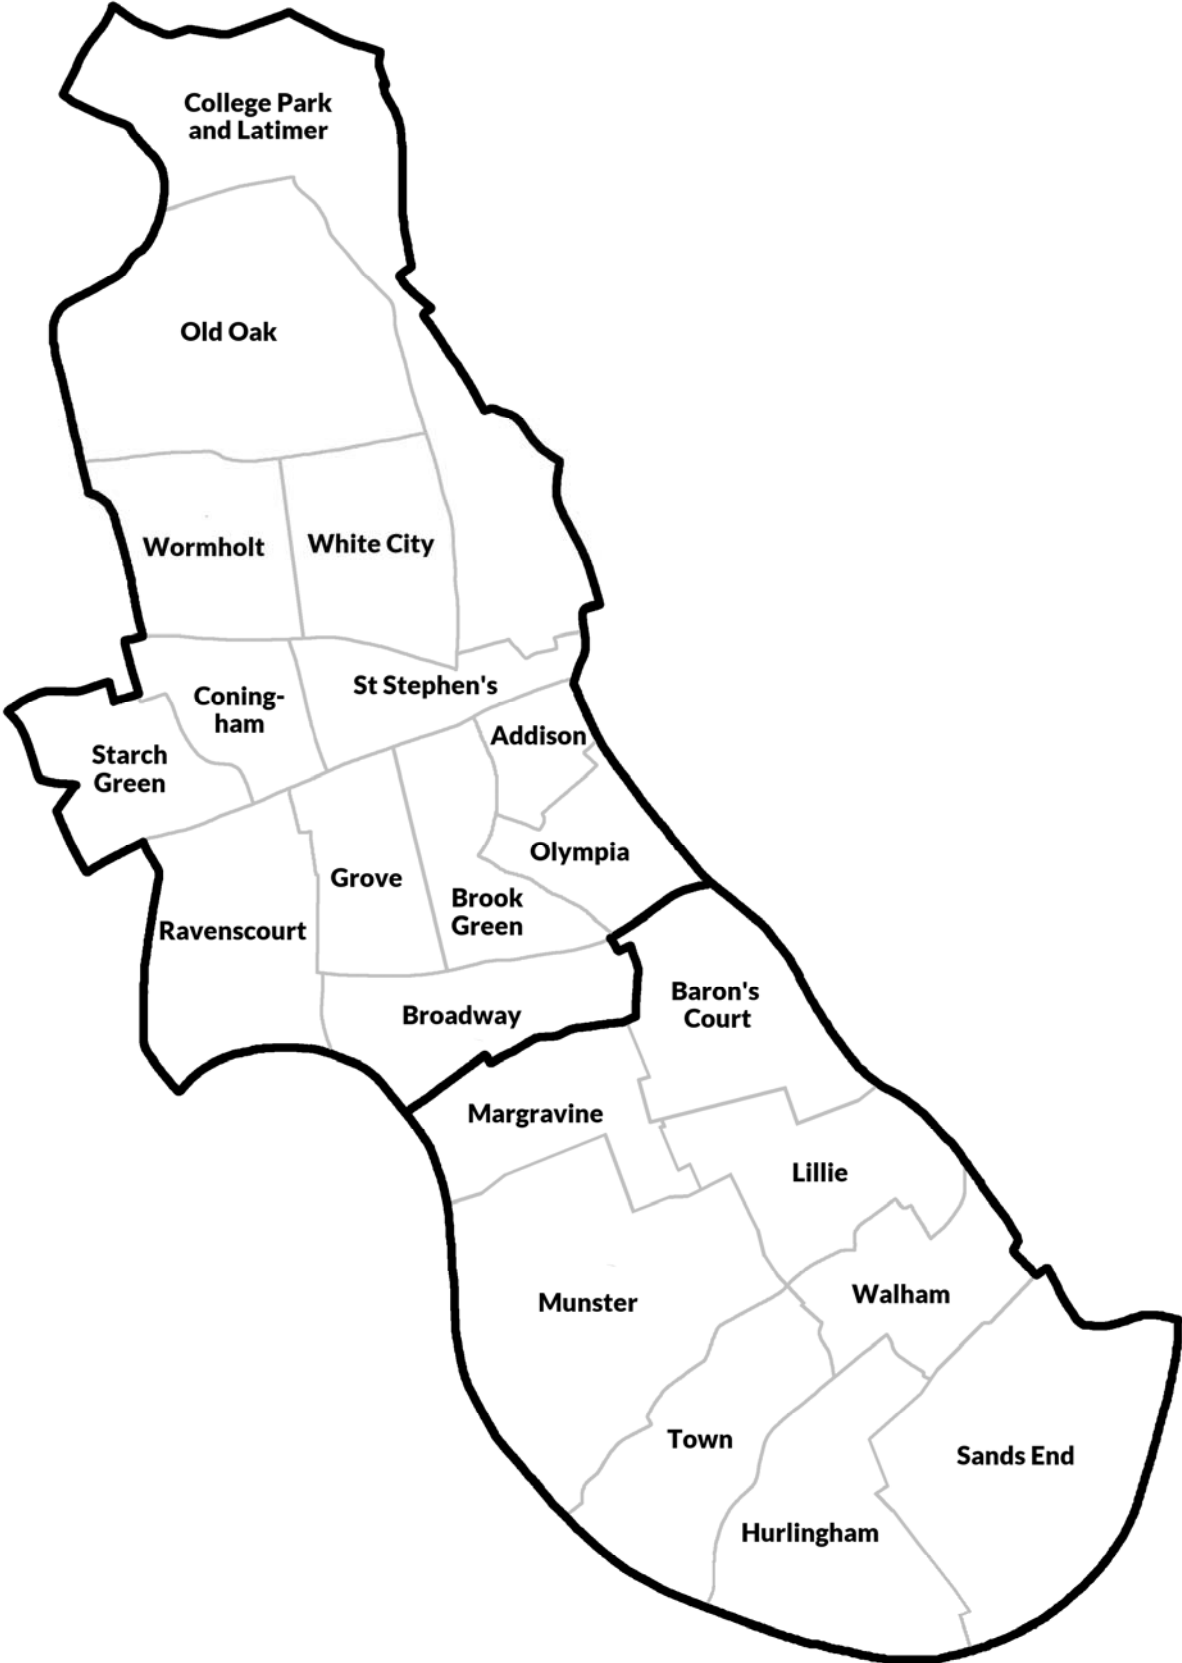 College Park
and Latimer
Old Oak
Wormholt
White City
Coning-
ham
St Stephen's
Starch
Green
Addison
Olympia
Grove
Brook
Green
Ravenscourt
Broadway
Baron's
Court
Margravine
Lillie
Munster
Walham
Town
Sands End
Hurlingham